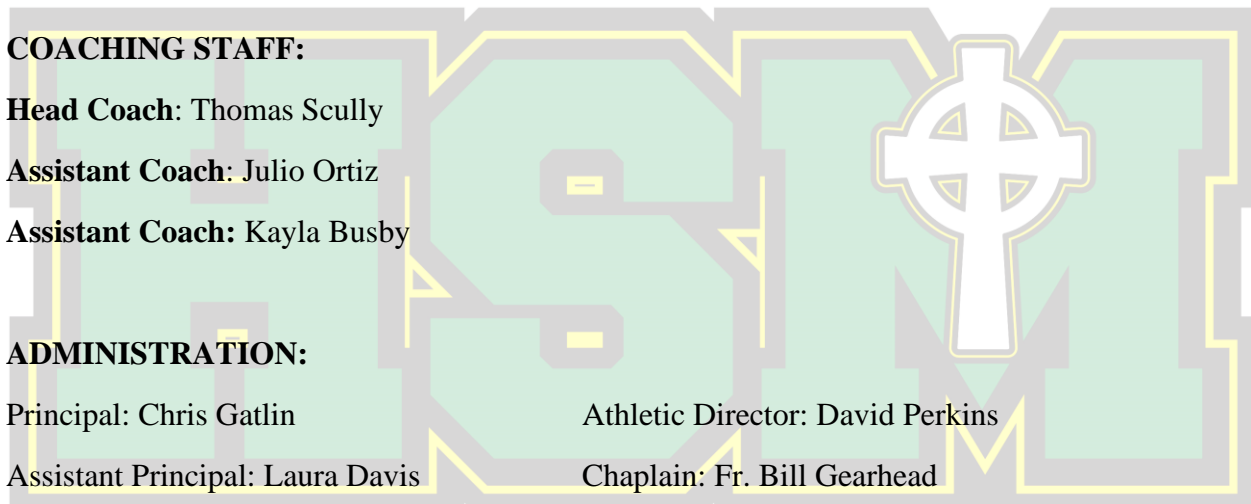 HSM
COACHING STAFF:
Head Coach: Thomas Scully
Assistant Coach: Julio Ortiz
Assistant Coach: Kayla Busby
ADMINISTRATION:
Principal: Chris Gatlin Athletic Director: David Perkins
Assistant Principal: Laura Davis Chaplain: Fr. Bill Gearhead